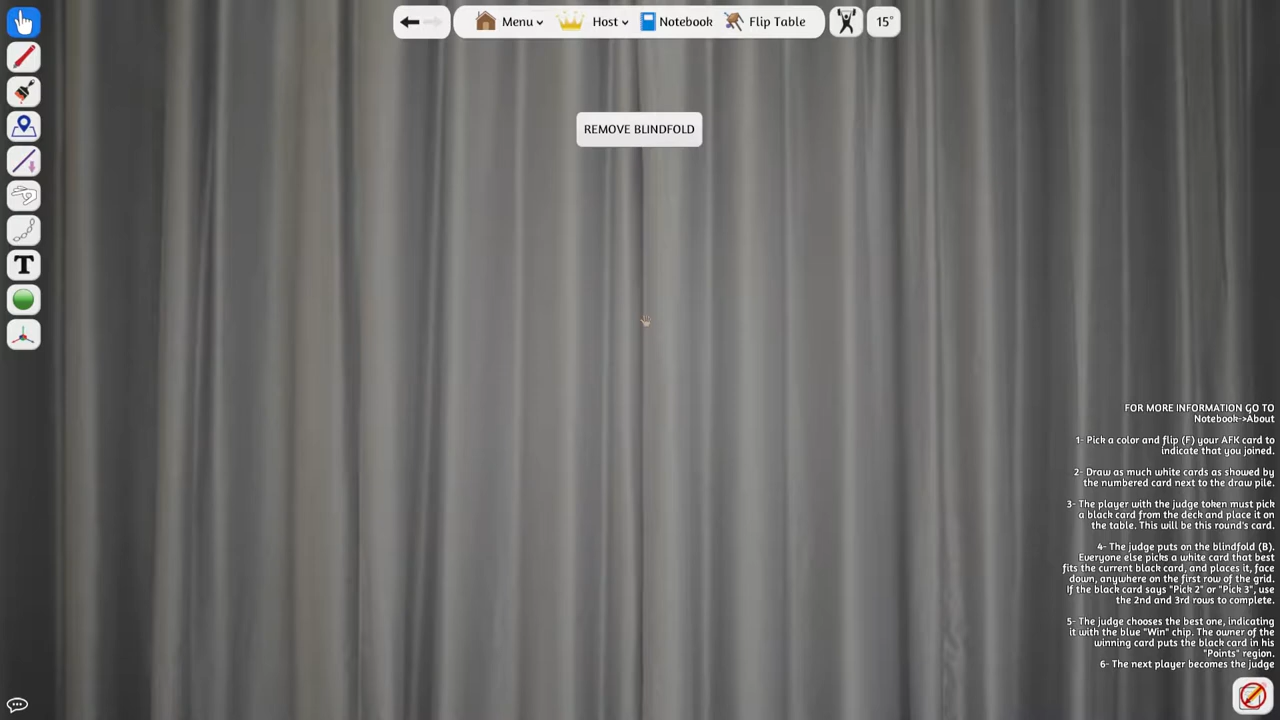 Menu
Host
Notebook
Flip Table
15°
REMOVE BLINDFOLD
T
FOR MORE INFORMATION GO TO
Notebook->About
1- Pick a color and flip (F) your AFK card to
indicate that you joined.
2- Draw as much white cards as showed by
the numbered card next to the draw pile.
3- The player with the judge token must pick
a black card from the deck and place it on
the table. This will be this round's card.
4- The judge puts on the blindfold (B).
Everyone else picks a white card that best
fits the current black card, and places it, face
down, anywhere on the first row of the grid.
If the black card says "Pick 2" or "Pick 3", use
the 2nd and 3rd rows to complete.
5- The judge chooses the best one, indicating
it with the blue "Win" chip. The owner of the
winning card puts the black card in his
"Points" region.
6- The next player becomes the judge